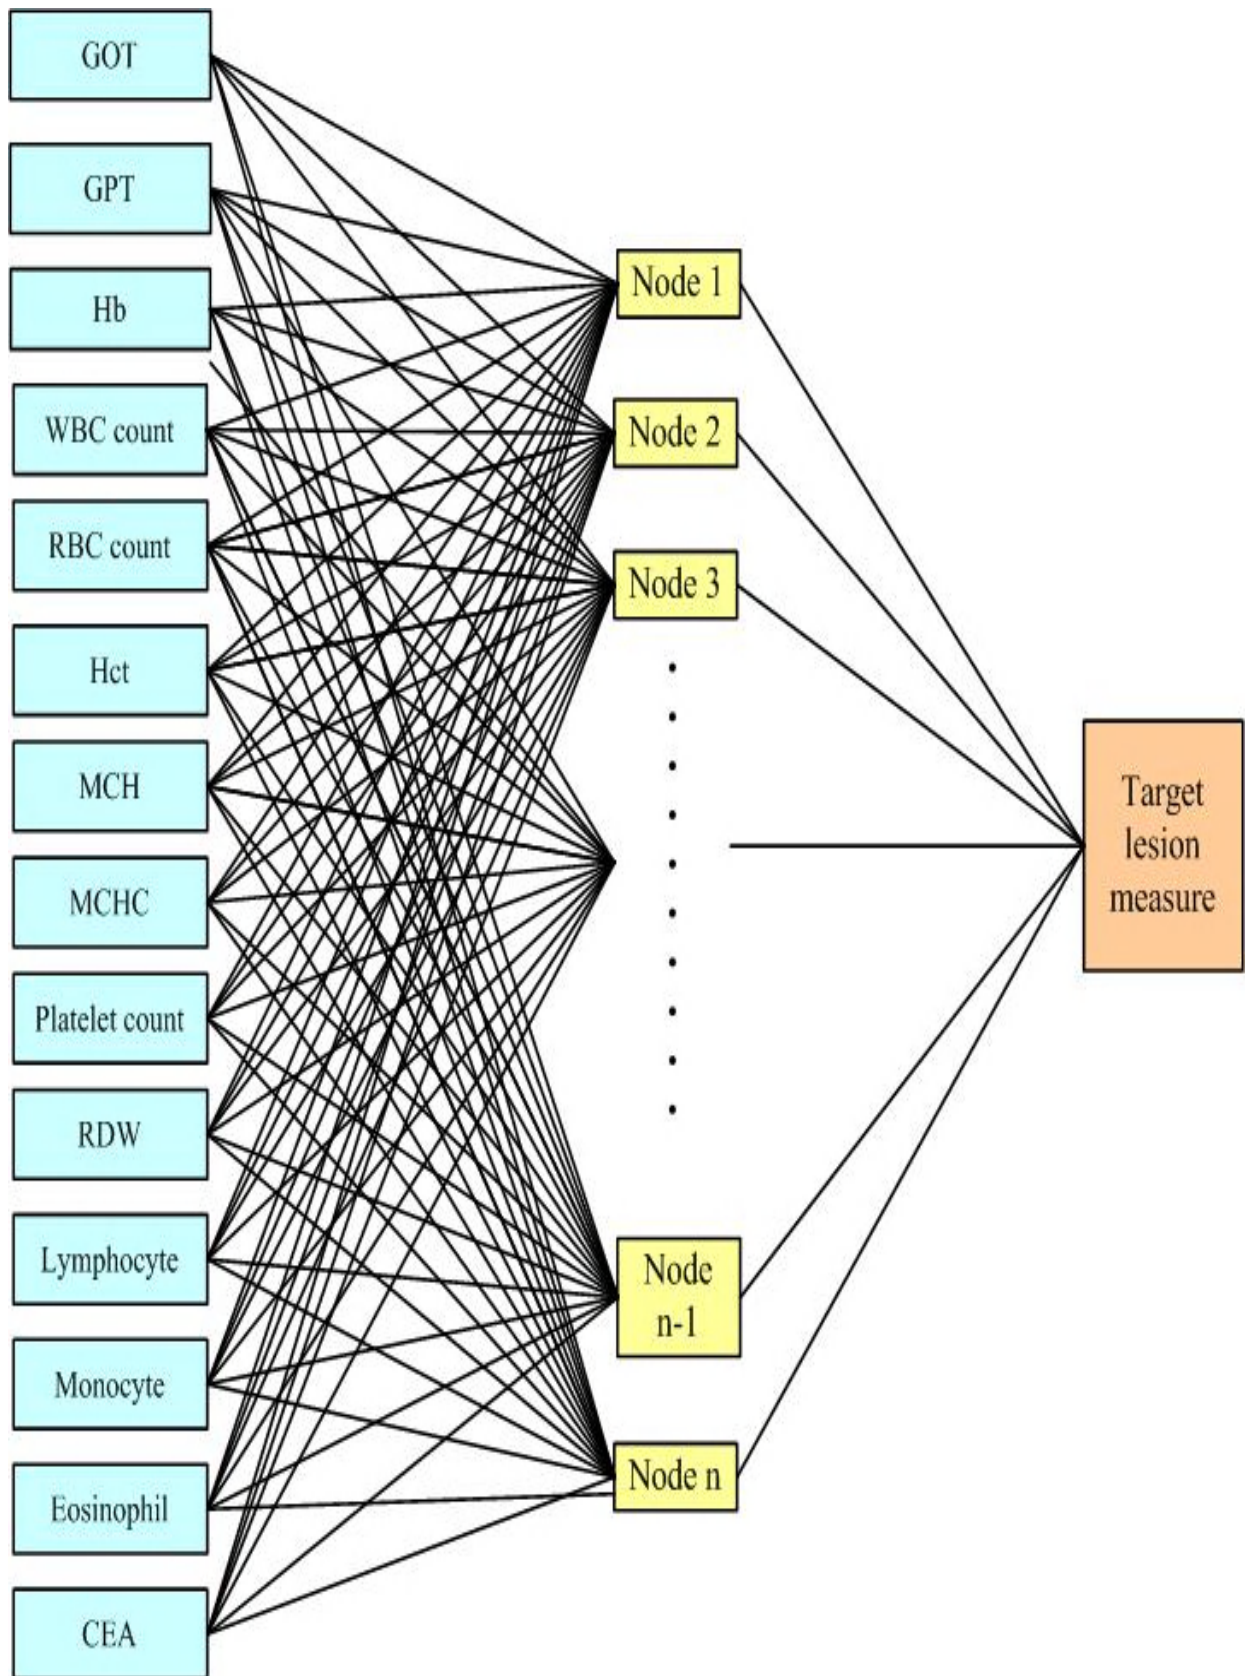 GOT
GPT
Hb
WBC count
RBC count
Hct
MCH
MCHC
Platelet count
RDW
Lymphocyte
Monocyte
Eosinophil
CEA
Node 1
Node 2
Node 3
Node
n-1
Node n
Target
lesion
measure